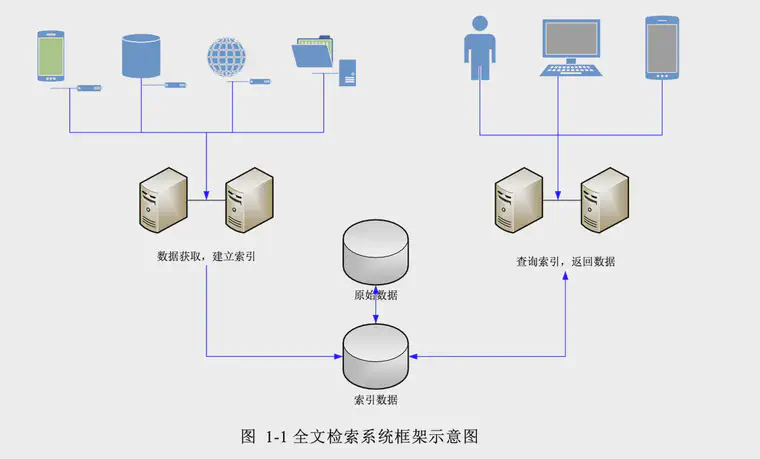 数据获取，建立索引
查询索引，返回数据
原始数据
索引数据
图 1-1 全文检索系统框架示意图